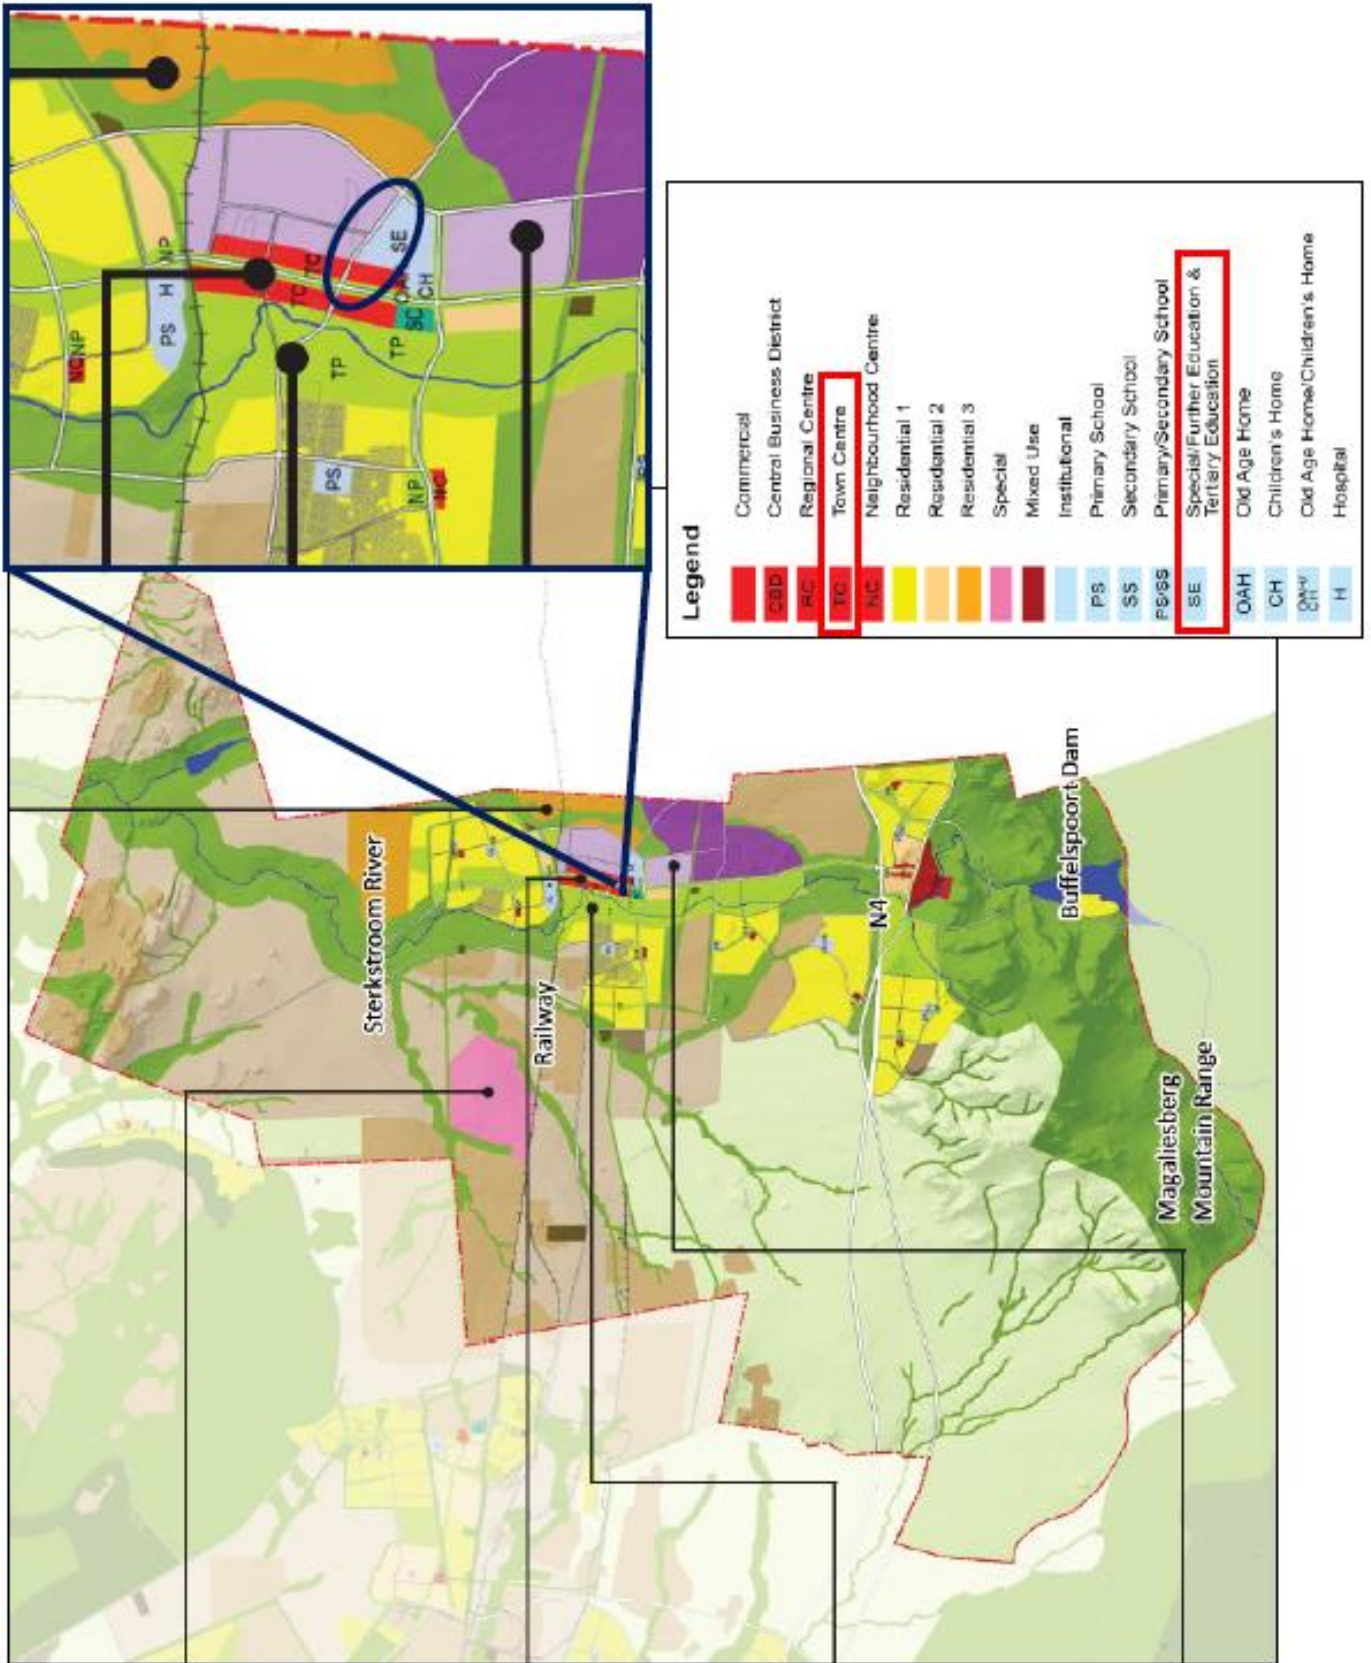 NC
NP
PS
H
NP
TC
TC
TP
TP
SC
OAH
CH
SE
PS
NP
NC
Sterkstroom River
Railway
N4
Buffelspoort Dam
Magaliesberg
Mountain Range
Legend
Commercial
CBD Central Business District
RC Regional Centre
TC Town Centre
NC Neighbourhood Centre
Residential 1
Residential 2
Residential 3
Special
Mixed Use
Institutional
PS Primary School
SS Secondary School
PS/SS Primary/Secondary School
SE Special/Further Education &
Tertiary Education
OAH Old Age Home
CH Children's Home
OAH/
CH Old Age Home/Children's Home
H Hospital